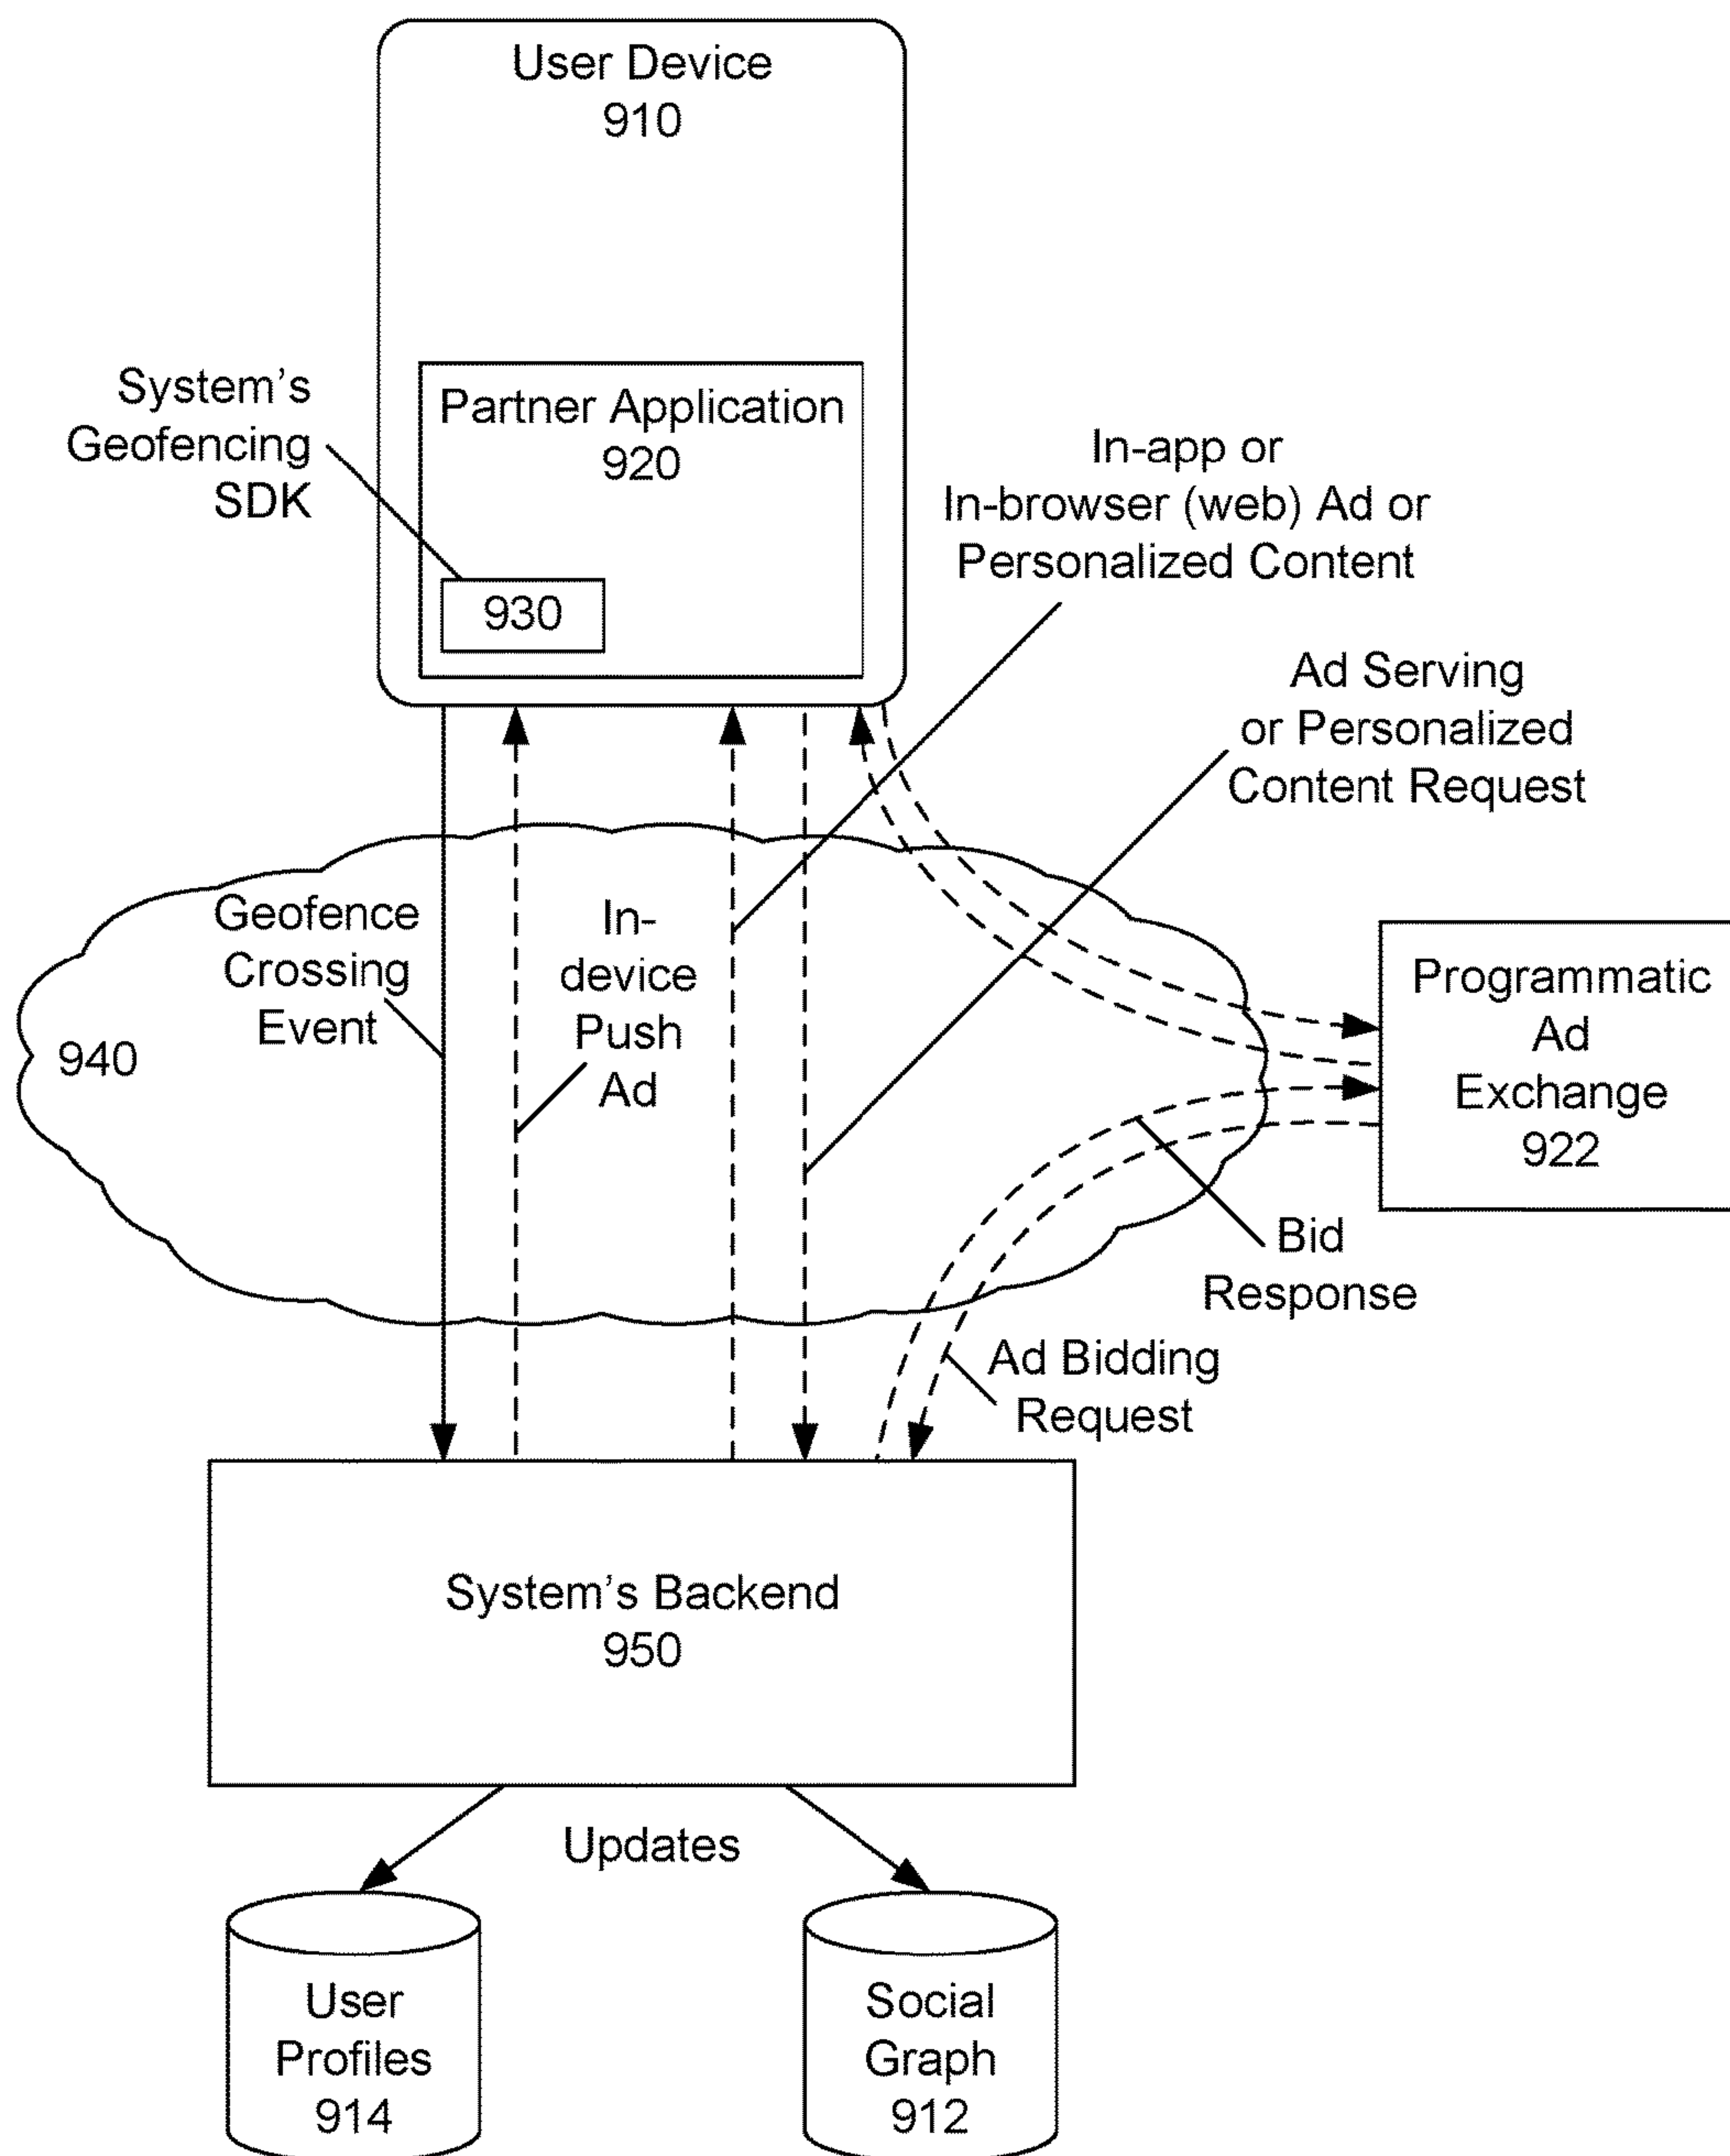 User Device
910
System's
Geofencing
SDK
Partner Application
920
930
In-app or
In-browser (web) Ad or
Personalized Content
Ad Serving
or Personalized
Content Request
Geofence
Crossing
Event
940
In-
device
Push
Ad
Programmatic
Ad
Exchange
922
Bid
Response
Ad Bidding
Request
System's Backend
950
Updates
User
Profiles
914
Social
Graph
912